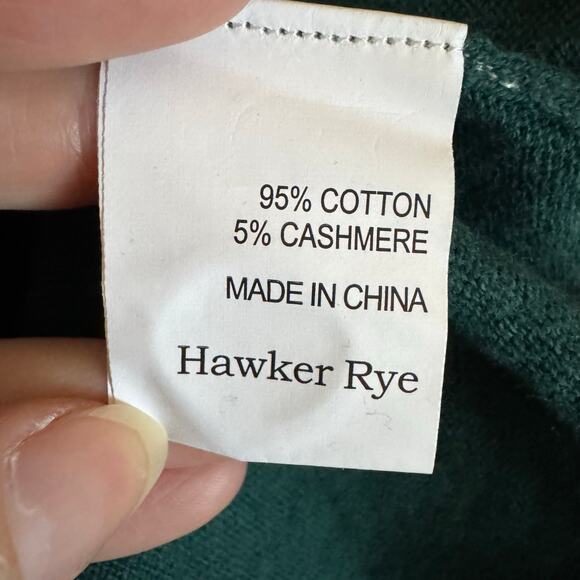 95% COTTON
5% CASHMERE
MADE IN CHINA
Hawker Rye